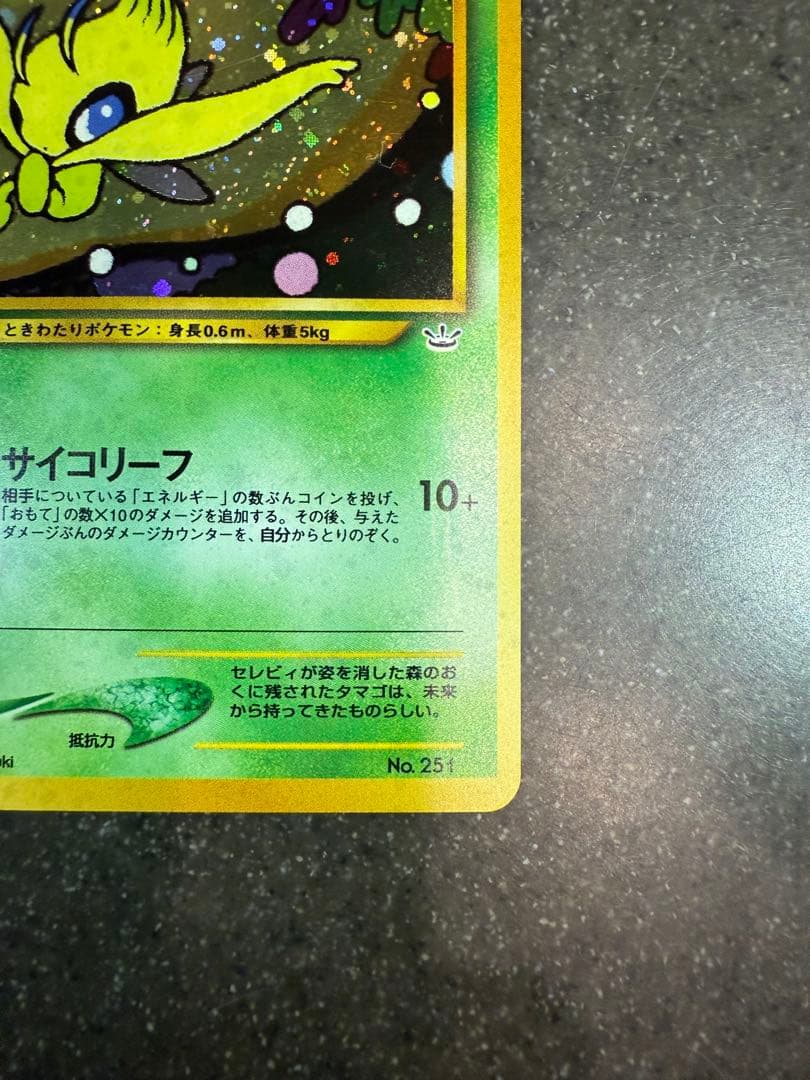 ときわたりポケモン：身長0.6m、体重5kg
サイコリーフ
10+
相手についている「エネルギー」の数ぶんコインを投げ、
「おもて」の数×10のダメージを追加する。その後、与えた
ダメージぶんのダメージカウンターを、自分からとりのぞく。
セレビィが姿を消した森のお
くに残されたタマゴは、未来
から持ってきたものらしい。
抵抗力
uki
No. 251